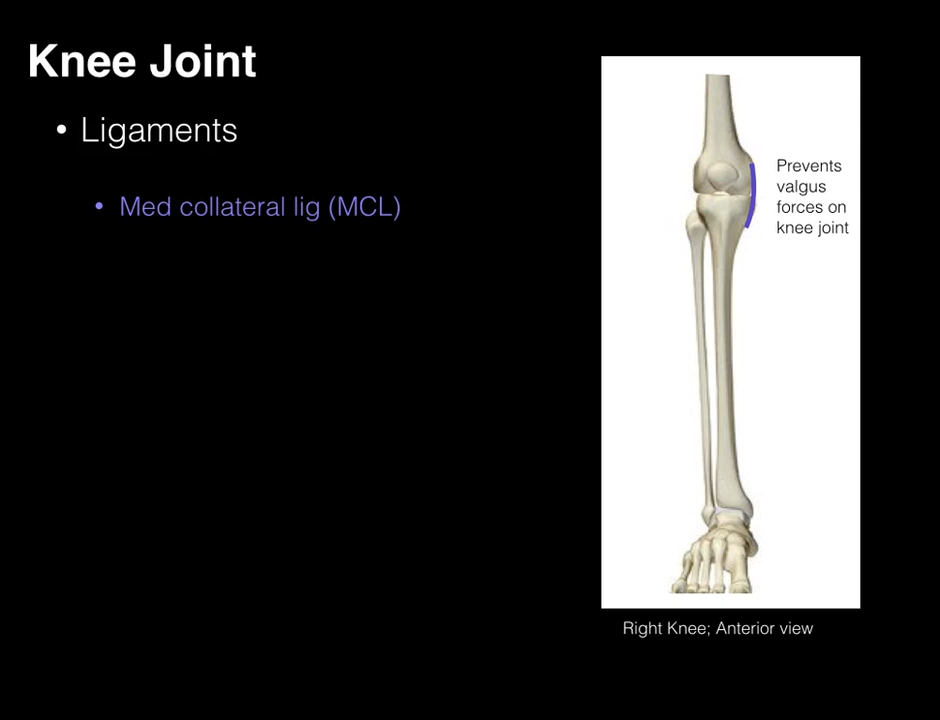 Knee Joint
• Ligaments
• Med collateral lig (MCL)
Prevents
valgus
forces on
knee joint
Right Knee; Anterior view